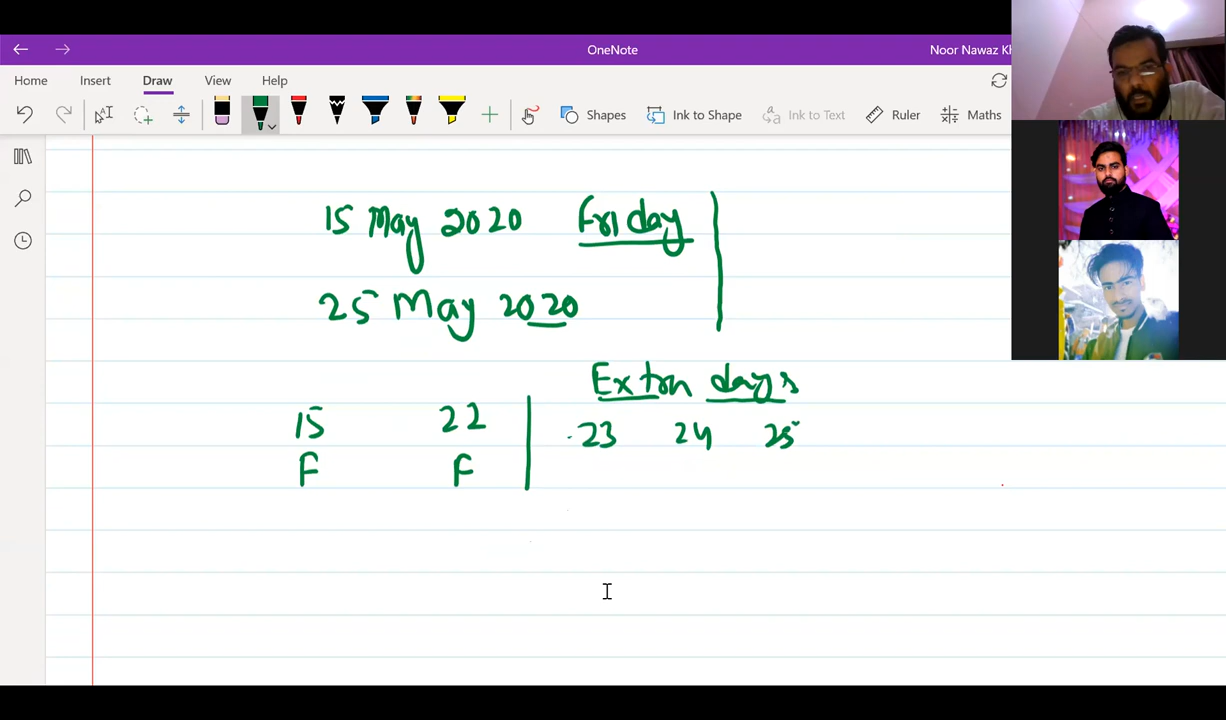 OneNote
Noor Nawaz Kh
Home Insert Draw View Help
Shapes Ink to Shape Ink to Text Ruler Maths
15 May 2020 Friday
25 May 2020
Extra days
15 22 23 24 25
F F